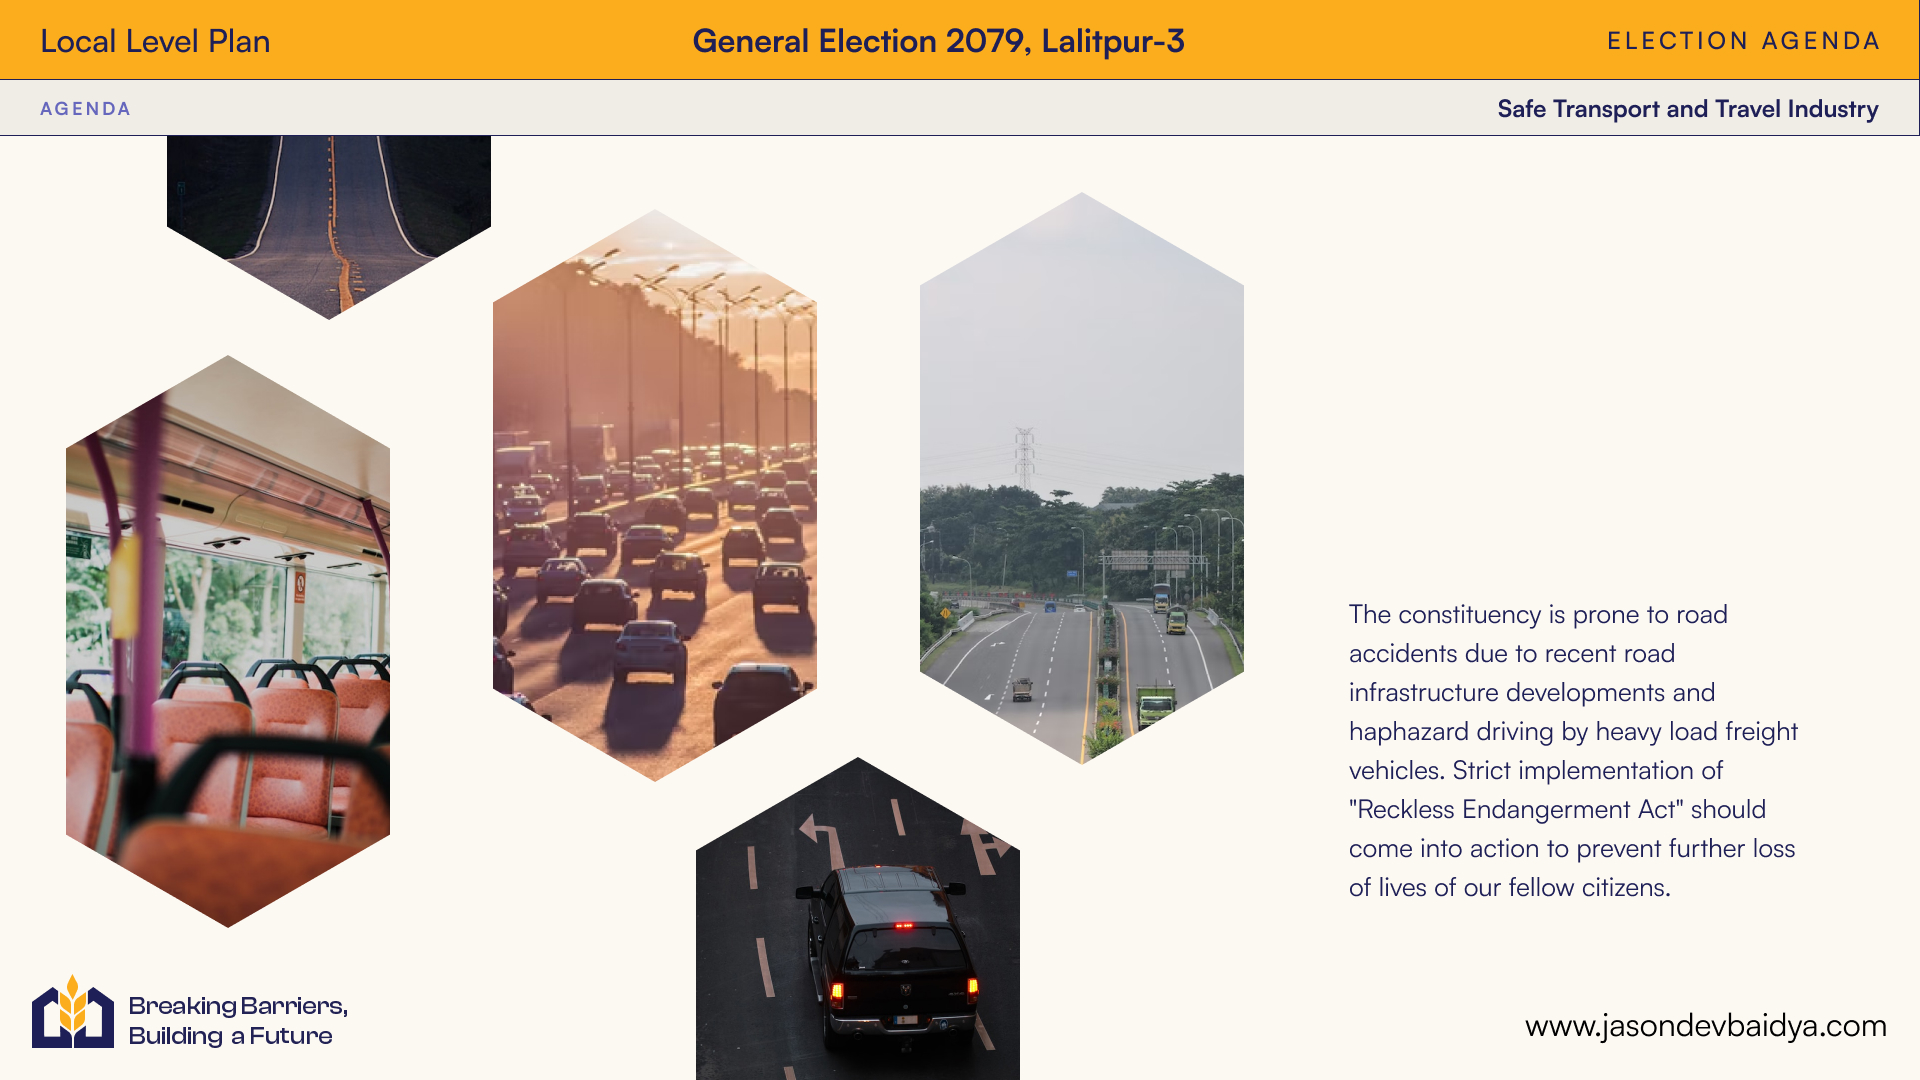 Local Level Plan
General Election 2079, Lalitpur-3
ELECTION AGENDA
AGENDA
Safe Transport and Travel Industry
The constituency is prone to road
accidents due to recent road
infrastructure developments and
haphazard driving by heavy load freight
vehicles. Strict implementation of
"Reckless Endangerment Act" should
come into action to prevent further loss
of lives of our fellow citizens.
Breaking Barriers,
Building a Future
www.jasondevbaidya.com